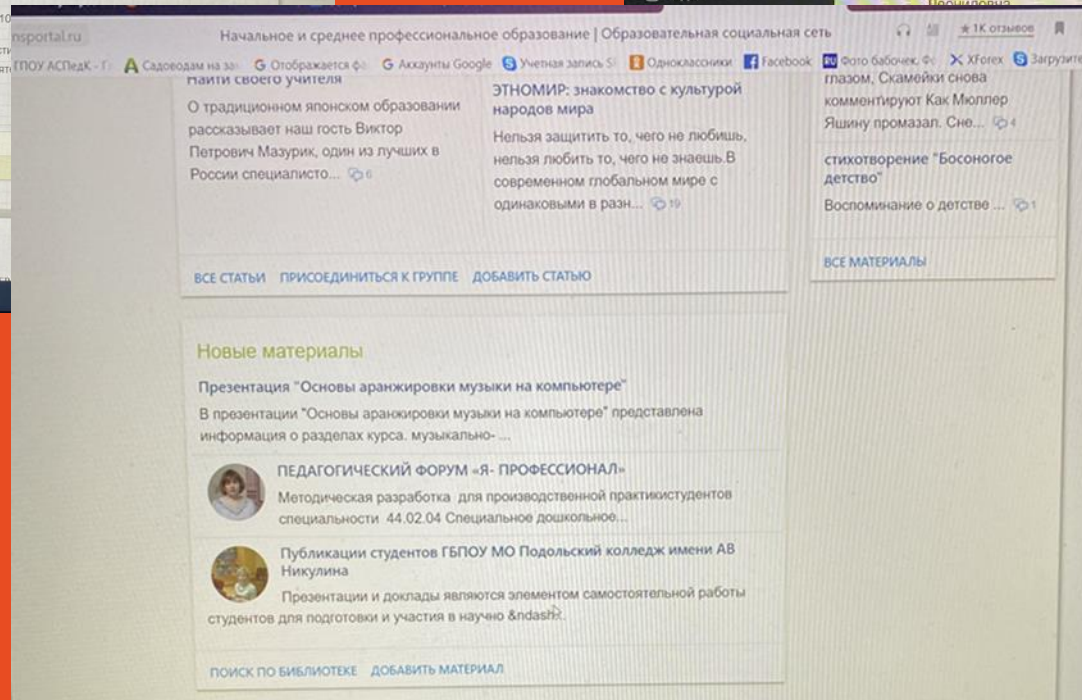 nsportal.ru
Начальное и среднее профессиональное образование | Образовательная социальная сеть
★ 1К отзывов
ГПОУ АСПедК - Г
Садоводам на за
Отображается ф
Аккаунты Google
Учетная запись S
Одноклассники
Facebook
Фото бабочек, Фо
XForex
Загрузите
Найти своего учителя
О традиционном японском образовании
рассказывает наш гость Виктор
Петрович Мазурик, один из лучших в
России специалисто... 6
ЭТНОМИР: знакомство с культурой
народов мира
Нельзя защитить то, чего не любишь,
нельзя любить то, чего не знаешь.В
современном глобальном мире с
одинаковыми в разн... 19
глазом, Скамейки снова
комментируют Как Мюллер
Яшину промазал. Сне... 4
стихотворение "Босоногое
детство"
Воспоминание о детстве ... 1
ВСЕ СТАТЬИ ПРИСОЕДИНИТЬСЯ К ГРУППЕ ДОБАВИТЬ СТАТЬЮ
ВСЕ МАТЕРИАЛЫ
Новые материалы
Презентация "Основы аранжировки музыки на компьютере"
В презентации "Основы аранжировки музыки на компьютере" представлена
информация о разделах курса. музыкально- ...
ПЕДАГОГИЧЕСКИЙ ФОРУМ «Я- ПРОФЕССИОНАЛ»
Методическая разработка для производственной практикистудентов
специальности 44.02.04 Специальное дошкольное...
Публикации студентов ГБПОУ МО Подольский колледж имени АВ
Никулина
Презентации и доклады являются элементом самостоятельной работы
студентов для подготовки и участия в научно &ndash;..
ПОИСК ПО БИБЛИОТЕКЕ ДОБАВИТЬ МАТЕРИАЛ